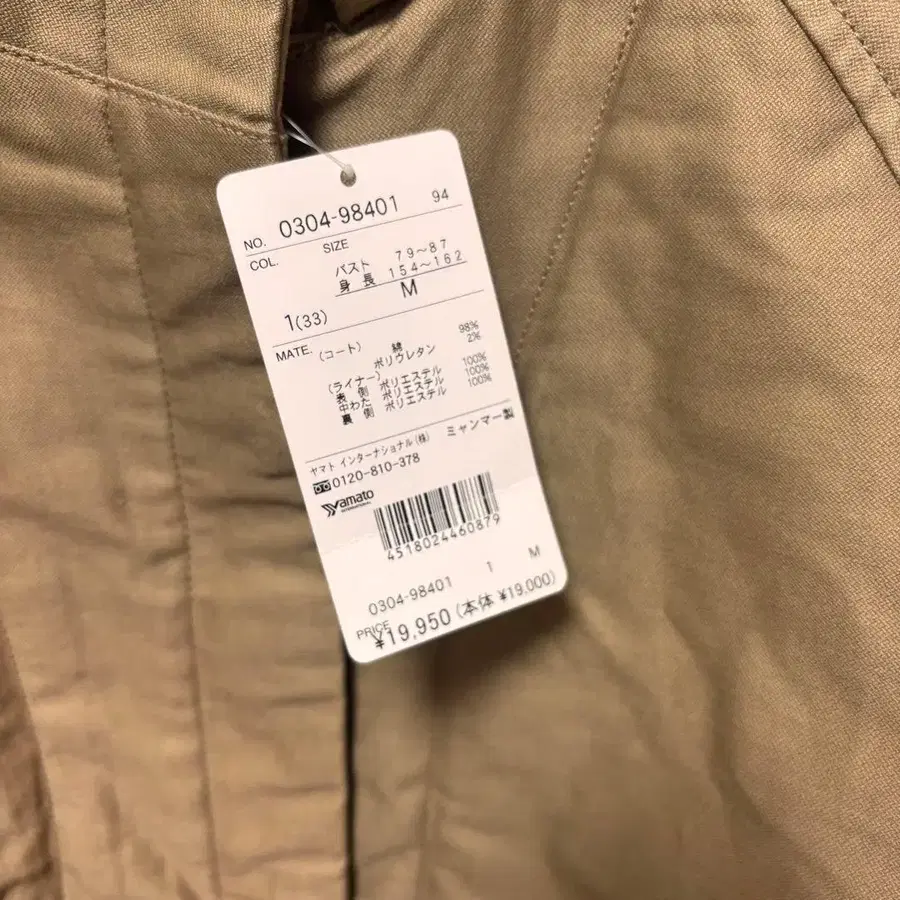 NO. 0304-98401 94
COL. SIZE
バスト 79～87
身長 154～162
1(33) M
MATE. (コート) 綿 98%
ポリウレタン 2%
(ライナー)
表側 ポリエステル 100%
中わた ポリエステル 100%
裏側 ポリエステル 100%
ヤマト インターナショナル(株) ミャンマー製
0120-810-378
Yamato
INTERNATIONAL
4518024460879
0304-98401 1 M
PRICE ¥19,950 (本体 ¥19,000)